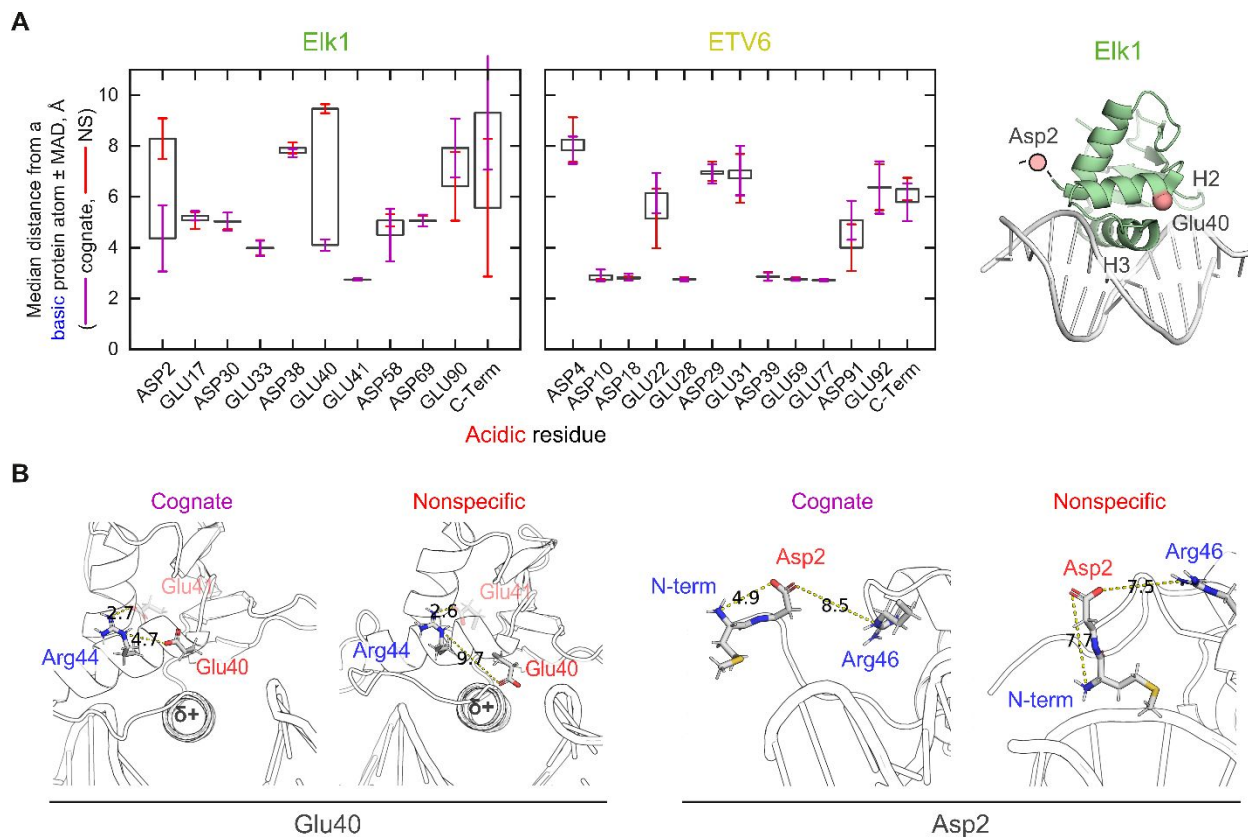 A
Elk1
ETV6
Elk1
Median distance from a
basic protein atom ± MAD, Å
( — cognate, — NS)
10
8
6
4
2
0
ASP2
GLU17
ASP30
GLU33
ASP38
GLU40
GLU41
ASP58
ASP69
GLU90
C-Term
ASP4
ASP10
ASP18
GLU22
GLU28
ASP29
GLU31
ASP39
GLU59
GLU77
ASP91
GLU92
C-Term
Acidic residue
Asp2
H2
Glu40
H3
B
Cognate
Nonspecific
Cognate
Nonspecific
Glu41
2.7
4.7
Arg44
Glu40
δ+
Glu41
2.6
Arg44
9.7
Glu40
δ+
Asp2
N-term
4.9
8.5
Arg46
Asp2
Arg46
7.5
7.7
N-term
Glu40
Asp2